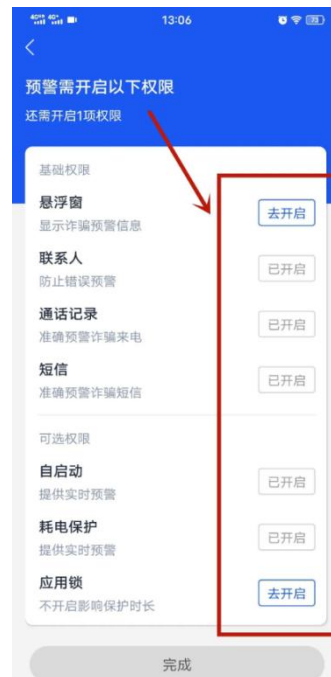 13:06
预警需开启以下权限
还需开启1项权限
基础权限
悬浮窗
显示诈骗预警信息
去开启
联系人
防止错误预警
已开启
通话记录
准确预警诈骗来电
已开启
短信
准确预警诈骗短信
已开启
可选权限
自启动
提供实时预警
已开启
耗电保护
提供实时预警
已开启
应用锁
不开启影响保护时长
去开启
完成